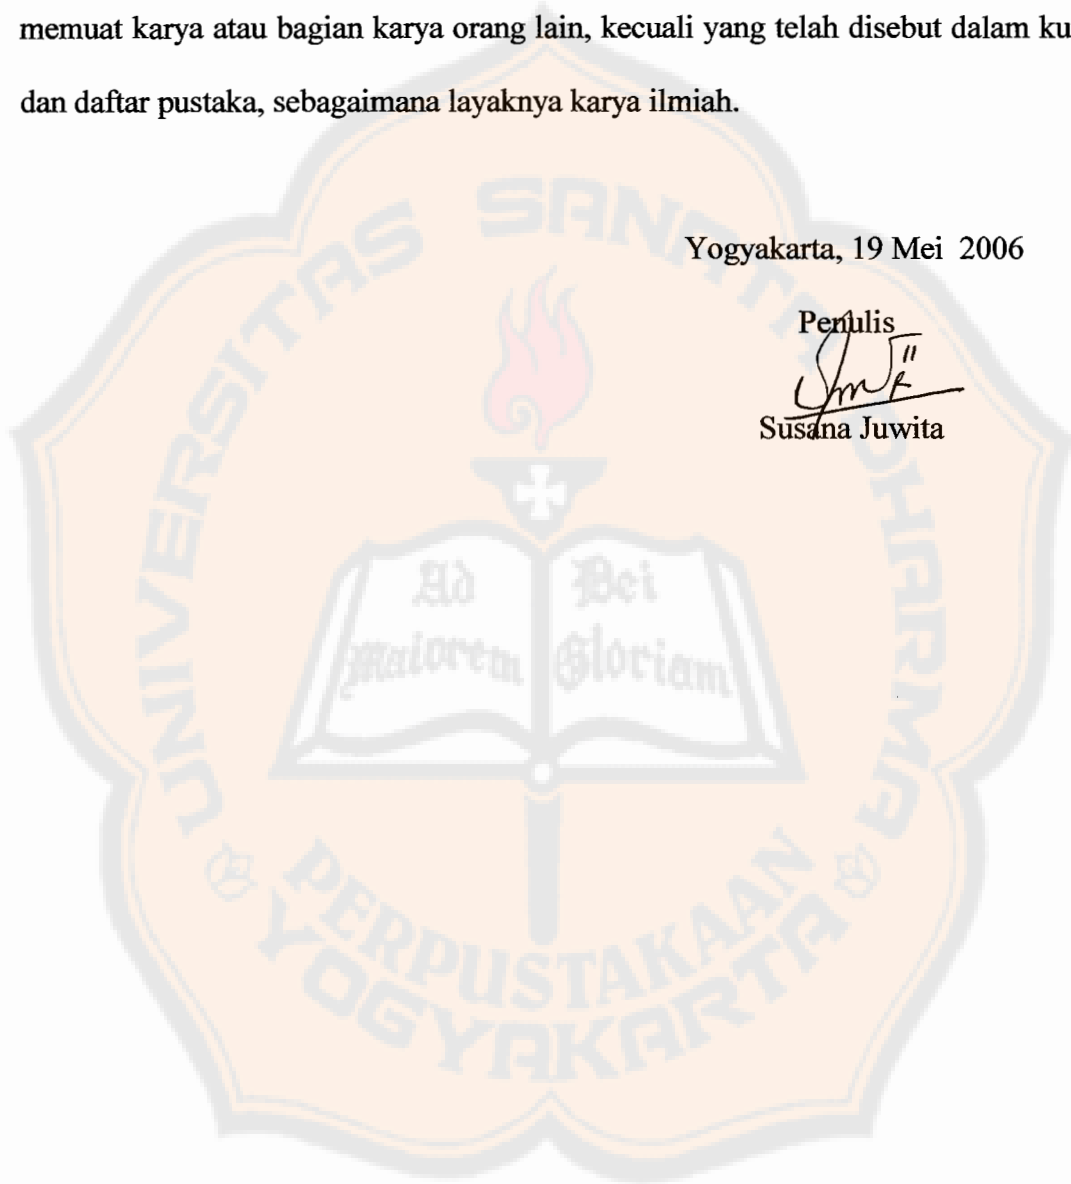 memuat karya atau bagian karya orang lain, kecuali yang telah disebut dalam ku
dan daftar pustaka, sebagaimana layaknya karya ilmiah.
Yogyakarta, 19 Mei 2006
Penulis
Susana Juwita
UNIVERSITAS SANATA DHARMA
Ad
Maiorem
Dei
Gloriam
PERPUSTAKAAN
YOGYAKARTA